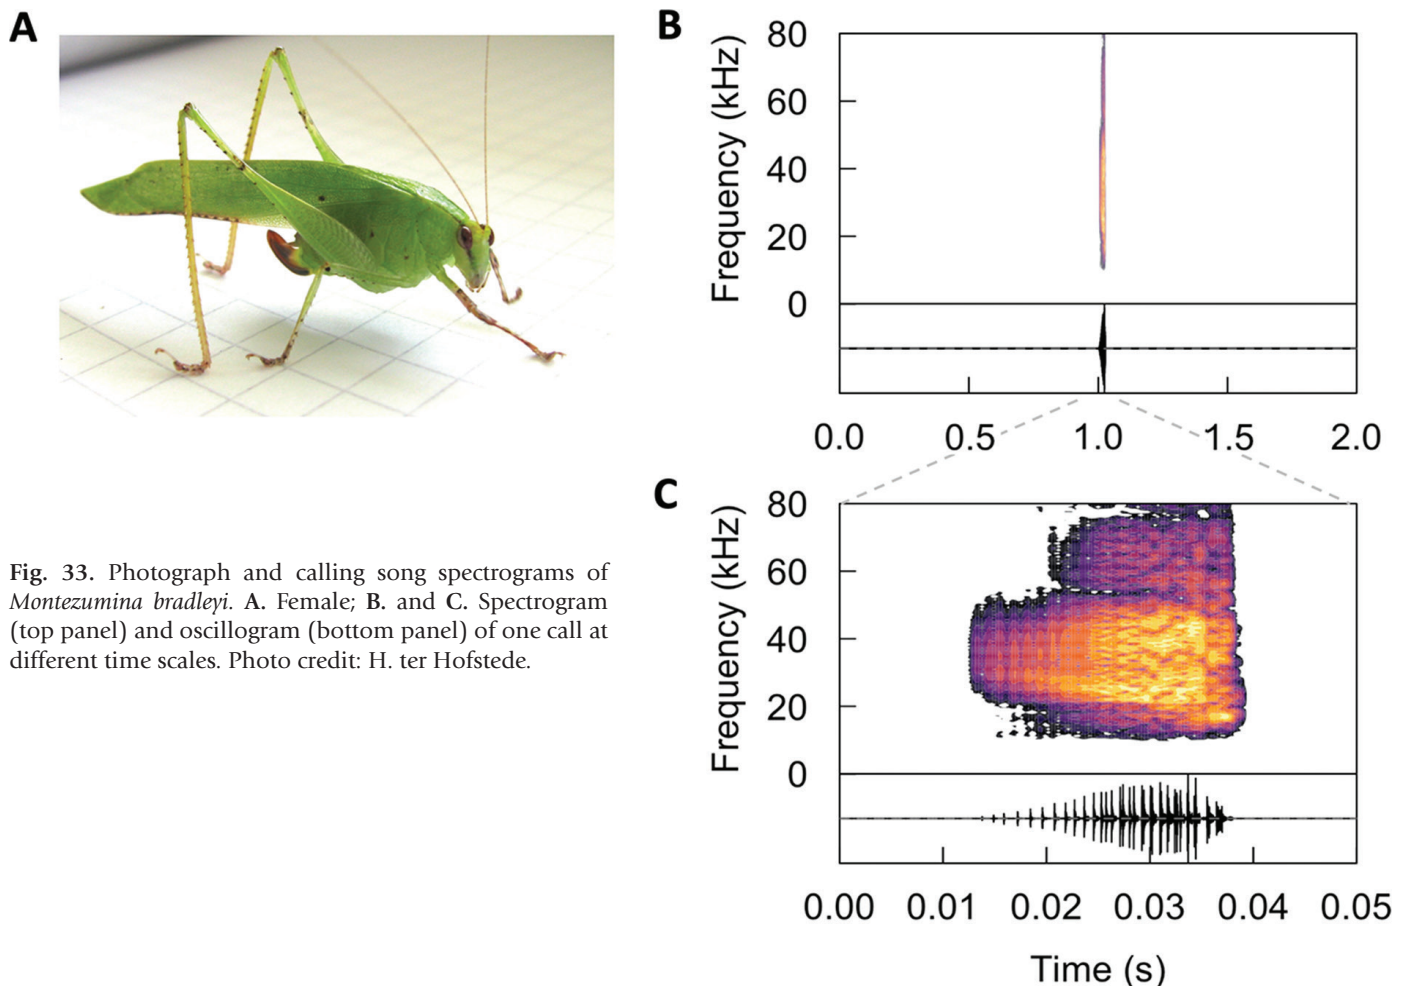 A
B
80
60
40
20
0
Frequency (kHz)
0.0 0.5 1.0 1.5 2.0
C
80
60
40
20
0
Frequency (kHz)
0.00 0.01 0.02 0.03 0.04 0.05
Time (s)
Fig. 33. Photograph and calling song spectrograms of
Montezumina bradleyi. A. Female; B. and C. Spectrogram
(top panel) and oscillogram (bottom panel) of one call at
different time scales. Photo credit: H. ter Hofstede.